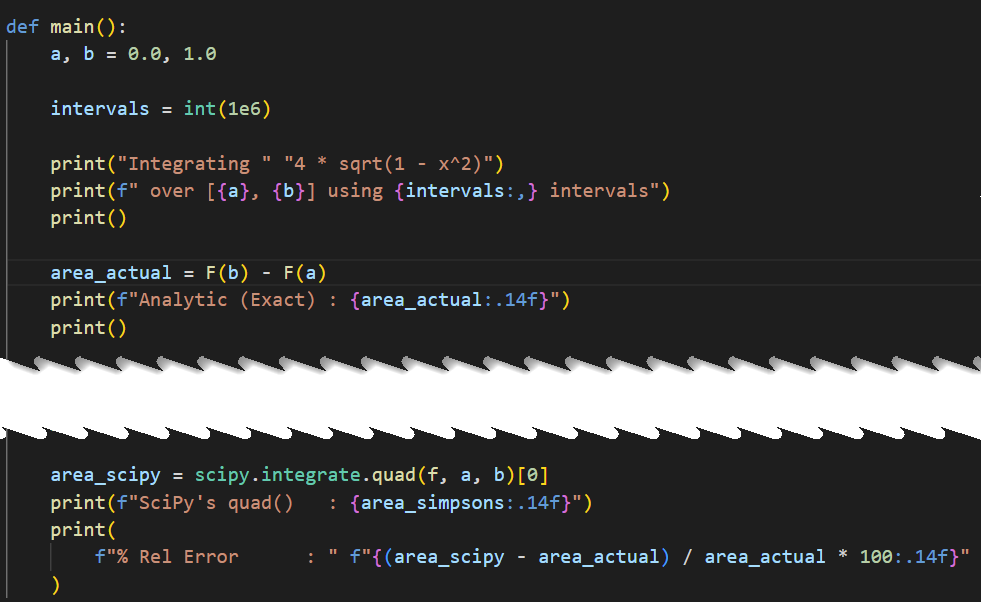 def main():
    a, b = 0.0, 1.0
    intervals = int(1e6)
    print("Integrating " "4 * sqrt(1 - x^2)")
    print(f" over [{a}, {b}] using {intervals:,} intervals")
    print()
    area_actual = F(b) - F(a)
    print(f"Analytic (Exact) : {area_actual:.14f}")
    print()
    area_scipy = scipy.integrate.quad(f, a, b)[0]
    print(f"SciPy's quad()   : {area_simpsons:.14f}")
    print(
        f"% Rel Error      : " f"{(area_scipy - area_actual) / area_actual * 100:.14f}"
    )